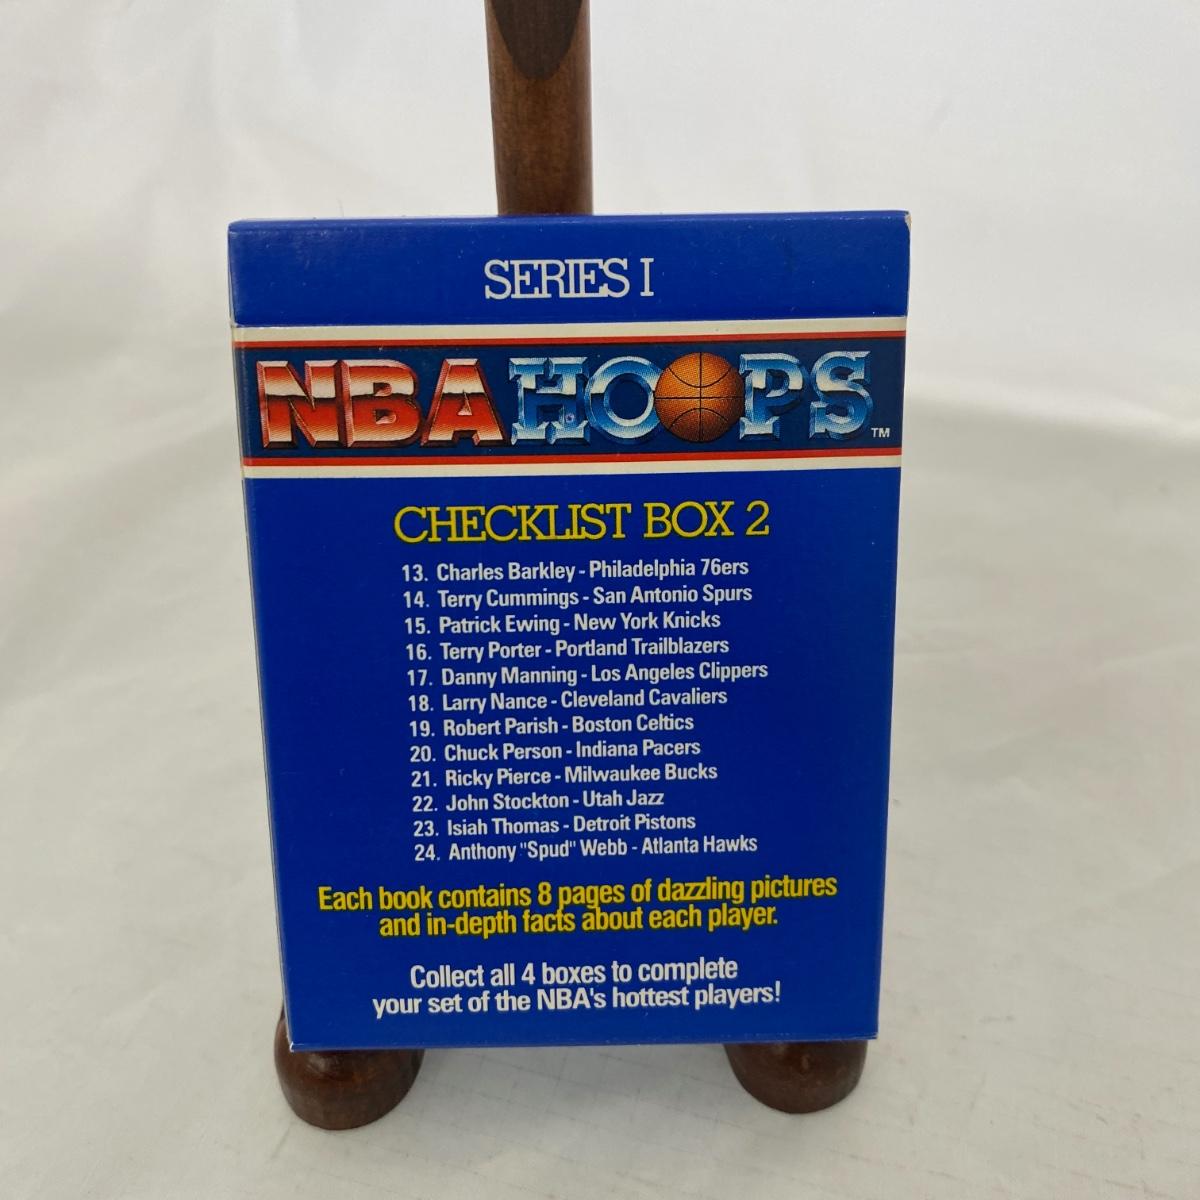 SERIES I
NBA HOOPS TM
CHECKLIST BOX 2
13. Charles Barkley - Philadelphia 76ers
14. Terry Cummings - San Antonio Spurs
15. Patrick Ewing - New York Knicks
16. Terry Porter - Portland Trailblazers
17. Danny Manning - Los Angeles Clippers
18. Larry Nance - Cleveland Cavaliers
19. Robert Parish - Boston Celtics
20. Chuck Person - Indiana Pacers
21. Ricky Pierce - Milwaukee Bucks
22. John Stockton - Utah Jazz
23. Isiah Thomas - Detroit Pistons
24. Anthony "Spud" Webb - Atlanta Hawks
Each book contains 8 pages of dazzling pictures
and in-depth facts about each player.
Collect all 4 boxes to complete
your set of the NBA's hottest players!